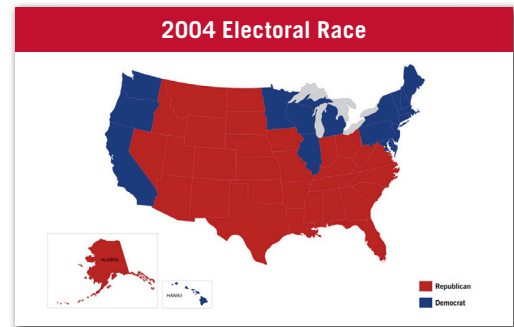 2004 Electoral Race
ALASKA
HAWAII
Republican
Democrat